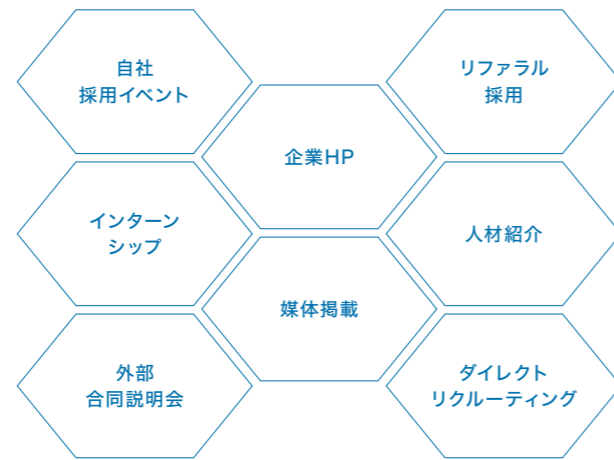 自社
採用イベント
リファラル
採用
企業HP
インターン
シップ
人材紹介
媒体掲載
外部
合同説明会
ダイレクト
リクルーティング